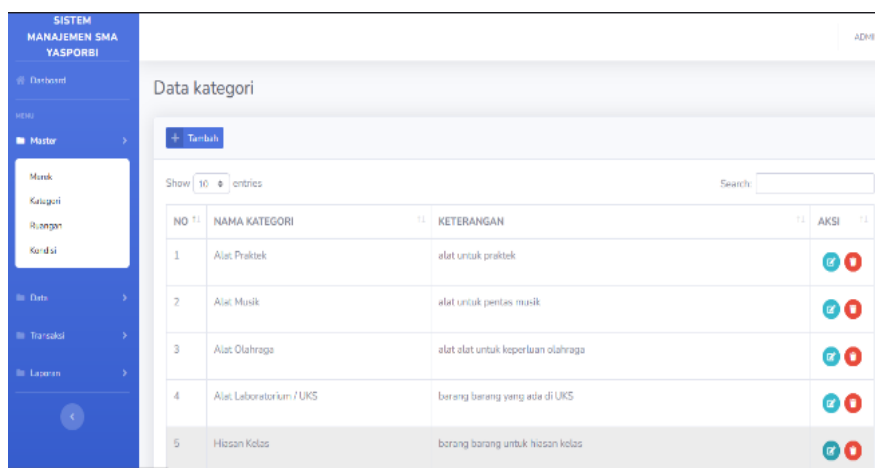 SISTEM
MANAJEMEN SMA
YASPORBI
Dasboard
MENU
Master
Merek
Kategori
Ruangan
Kondisi
Data
Transaksi
Laporan
ADMI
Data kategori
Tambah
Show 10 entries
Search:
NO NAMA KATEGORI KETERANGAN AKSI
1 Alat Praktek alat untuk praktek
2 Alat Musik alat untuk pentas musik
3 Alat Olahraga alat alat untuk keperluan olahraga
4 Alat Laboratorium / UKS barang barang yang ada di UKS
5 Hiasan Kelas barang barang untuk hiasan kelas